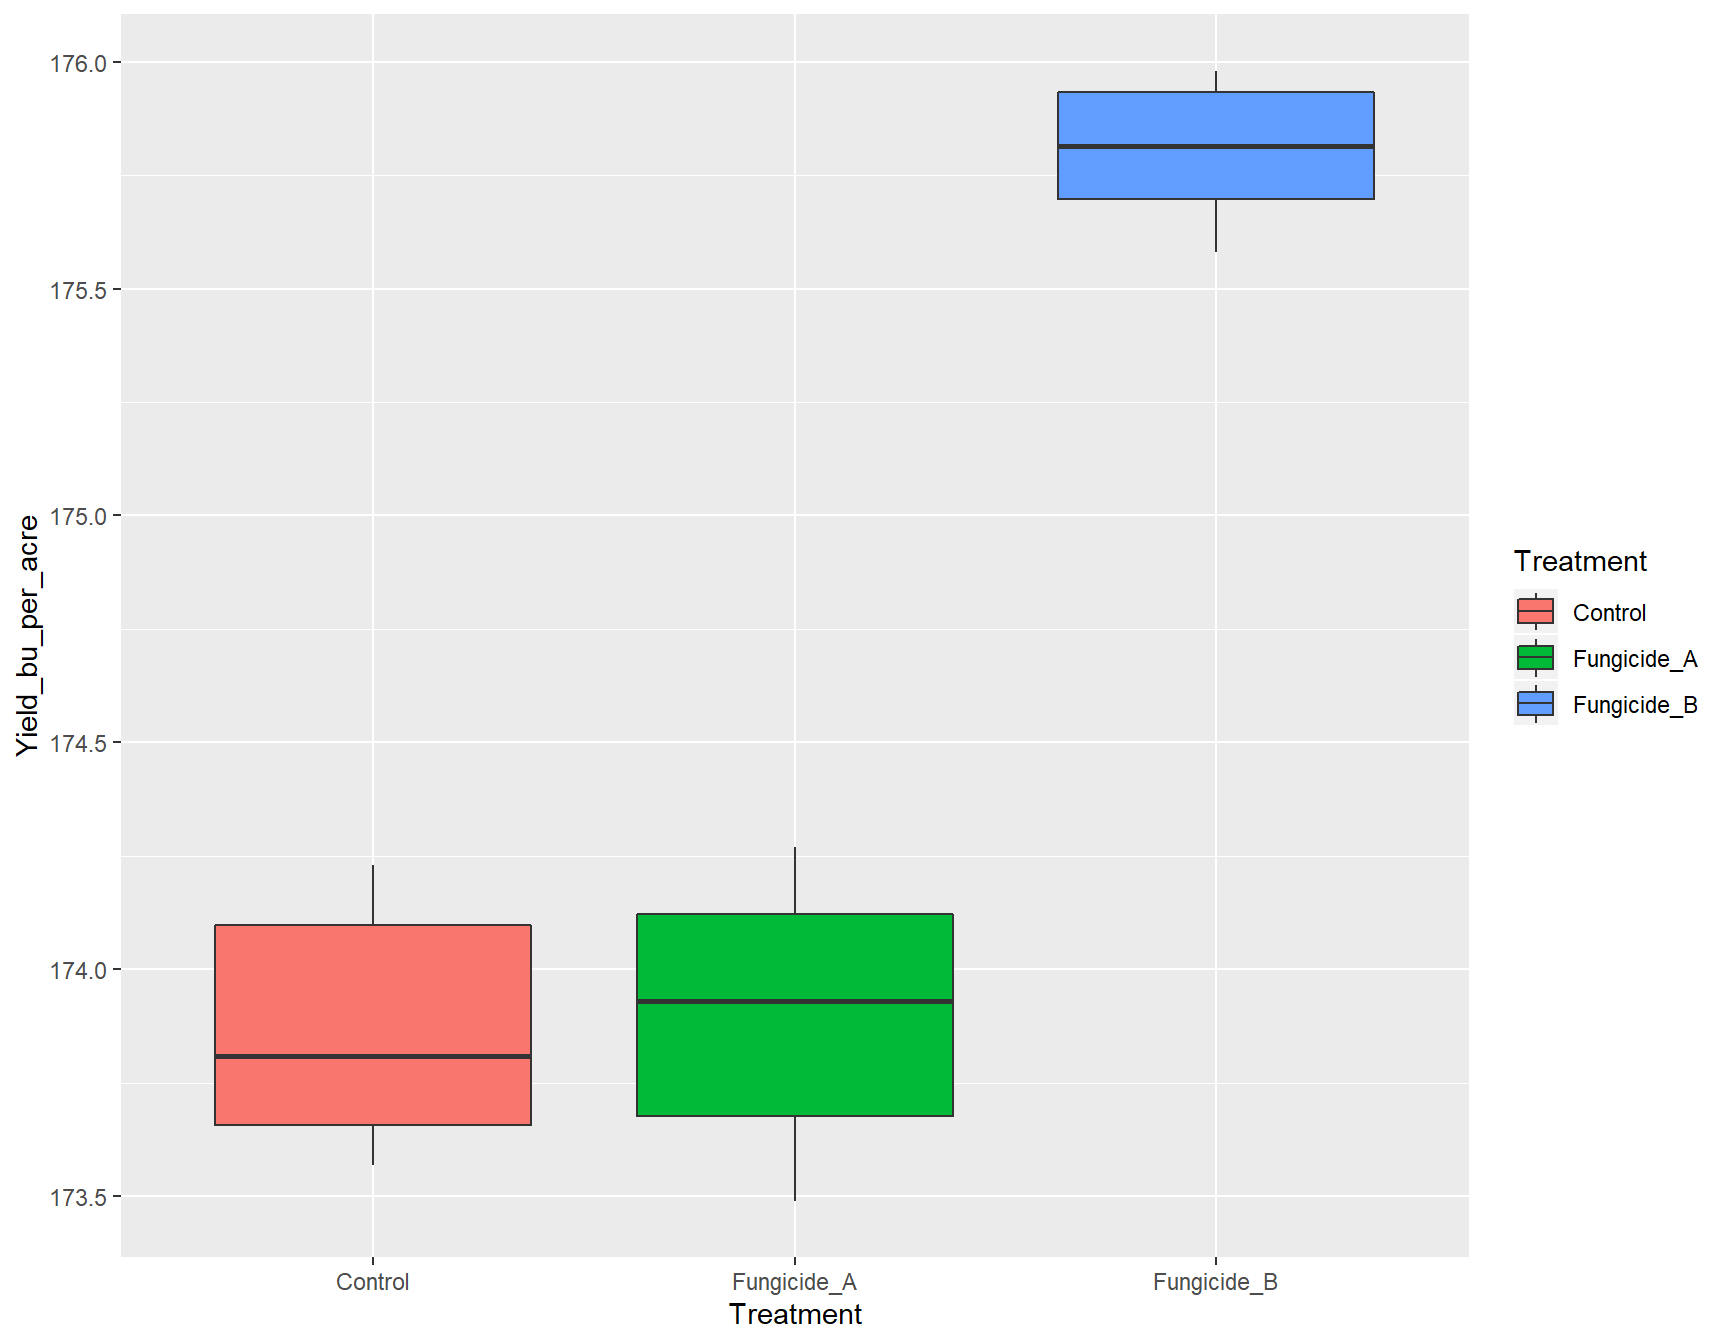 176.0
175.5
175.0
174.5
174.0
173.5
Yield_bu_per_acre
Control
Fungicide_A
Fungicide_B
Treatment
Treatment
Control
Fungicide_A
Fungicide_B